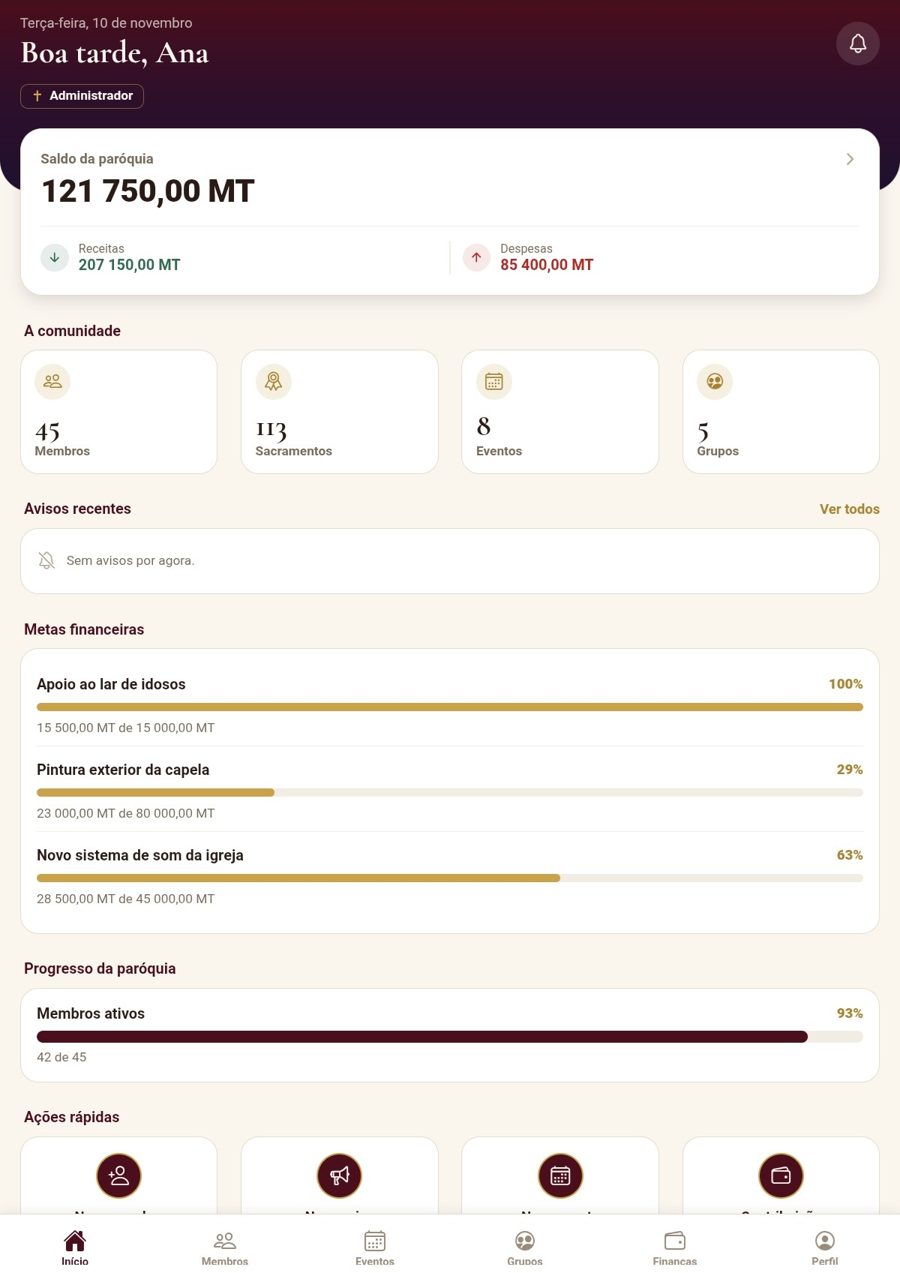 Terça-feira, 10 de novembro
Boa tarde, Ana
Administrador
Saldo da paróquia
121 750,00 MT
Receitas
207 150,00 MT
Despesas
85 400,00 MT
A comunidade
45
Membros
113
Sacramentos
8
Eventos
5
Grupos
Avisos recentes
Ver todos
Sem avisos por agora.
Metas financeiras
Apoio ao lar de idosos
100%
15 500,00 MT de 15 000,00 MT
Pintura exterior da capela
29%
23 000,00 MT de 80 000,00 MT
Novo sistema de som da igreja
63%
28 500,00 MT de 45 000,00 MT
Progresso da paróquia
Membros ativos
93%
42 de 45
Ações rápidas
Início
Membros
Eventos
Grupos
Finanças
Perfil